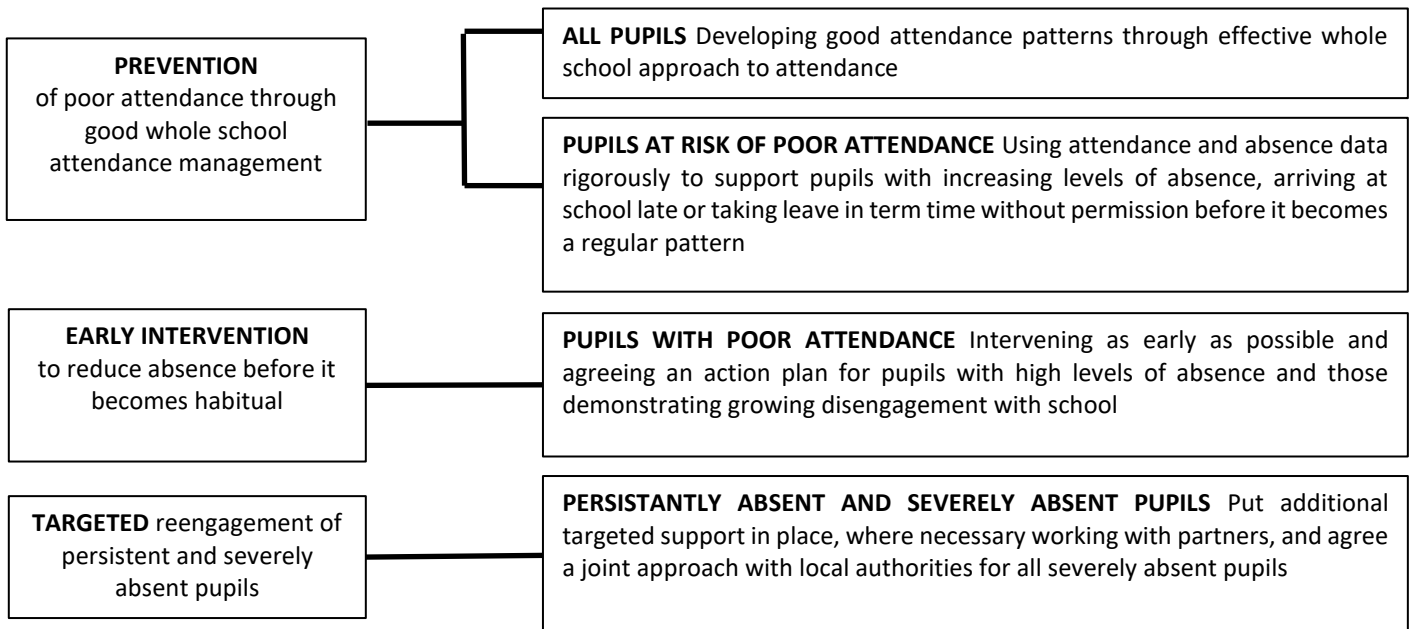 PREVENTION
of poor attendance through
good whole school
attendance management
ALL PUPILS Developing good attendance patterns through effective whole
school approach to attendance
PUPILS AT RISK OF POOR ATTENDANCE Using attendance and absence data
rigorously to support pupils with increasing levels of absence, arriving at
school late or taking leave in term time without permission before it becomes
a regular pattern
EARLY INTERVENTION
to reduce absence before it
becomes habitual
PUPILS WITH POOR ATTENDANCE Intervening as early as possible and
agreeing an action plan for pupils with high levels of absence and those
demonstrating growing disengagement with school
TARGETED reengagement of
persistent and severely
absent pupils
PERSISTANTLY ABSENT AND SEVERELY ABSENT PUPILS Put additional
targeted support in place, where necessary working with partners, and agree
a joint approach with local authorities for all severely absent pupils